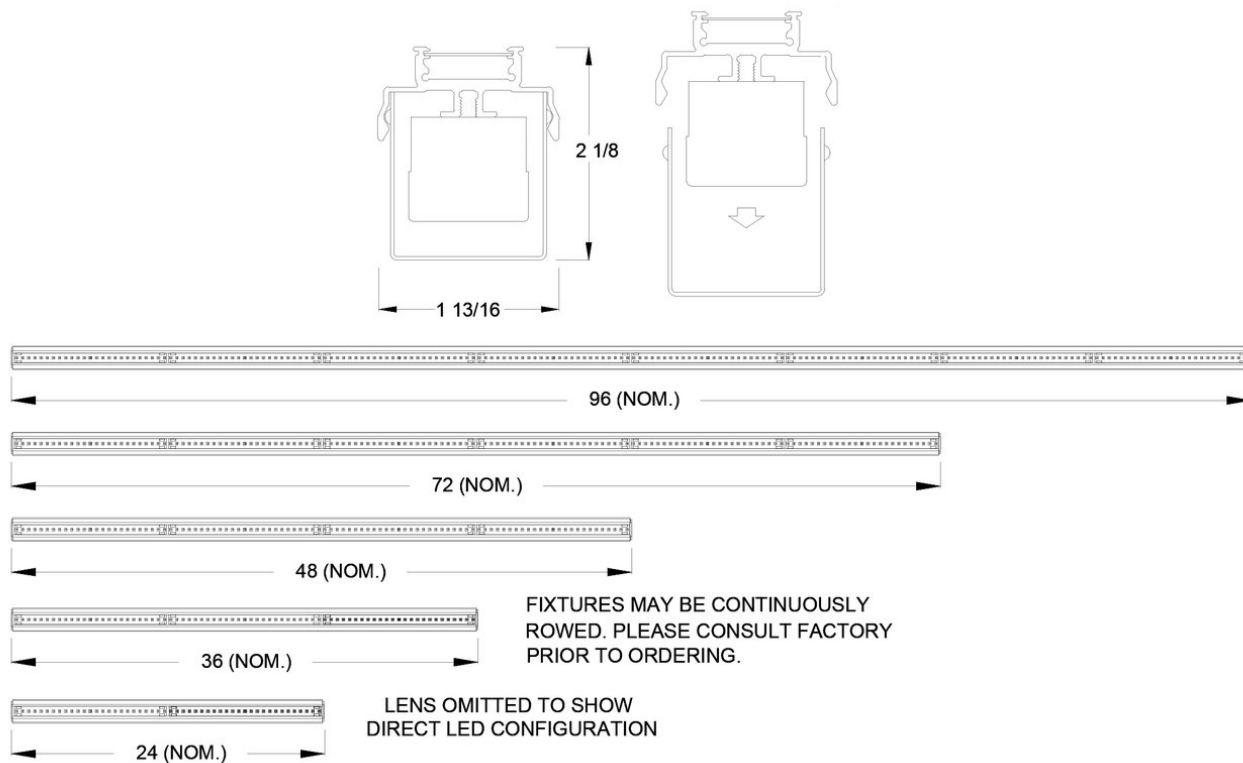 2 1/8
1 13/16
96 (NOM.)
72 (NOM.)
48 (NOM.)
36 (NOM.)
FIXTURES MAY BE CONTINUOUSLY
ROWED. PLEASE CONSULT FACTORY
PRIOR TO ORDERING.
24 (NOM.)
LENS OMITTED TO SHOW
DIRECT LED CONFIGURATION